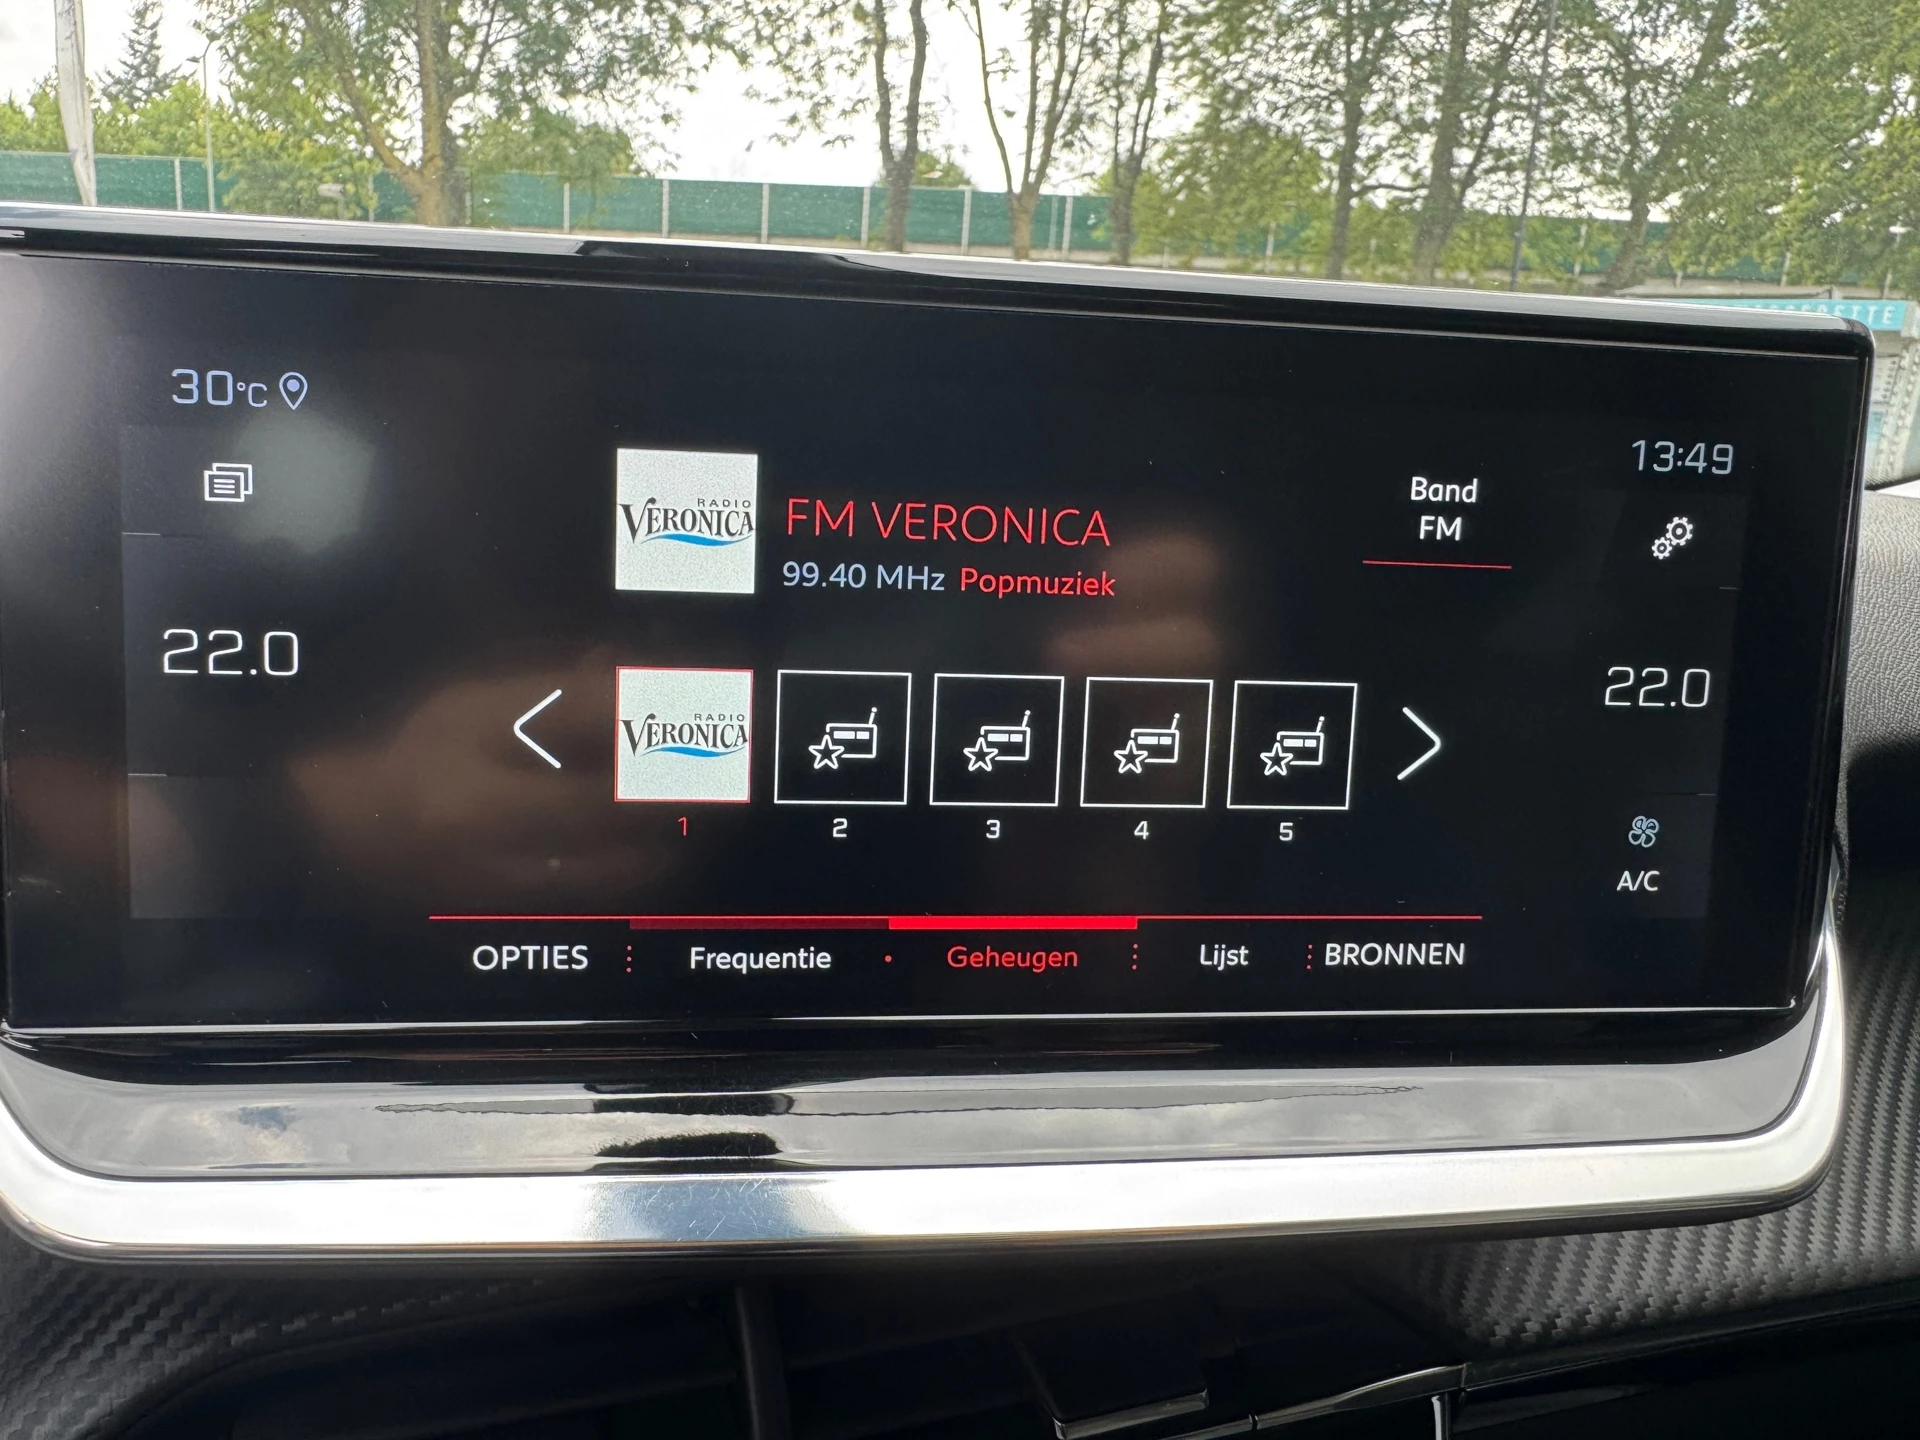 30°C
13:49
Band
FM
RADIO
VERONICA
FM VERONICA
99.40 MHz Popmuziek
22.0
22.0
RADIO
VERONICA
1 2 3 4 5
A/C
OPTIES Frequentie Geheugen Lijst BRONNEN